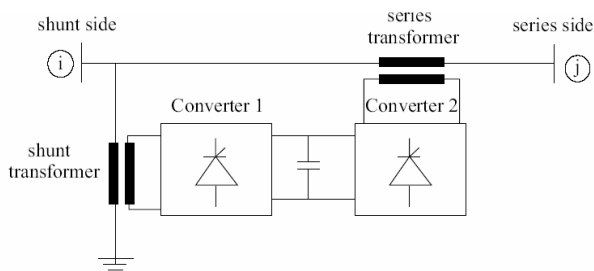 shunt side
series
transformer
series side
i
j
Converter 1
Converter 2
shunt
transformer